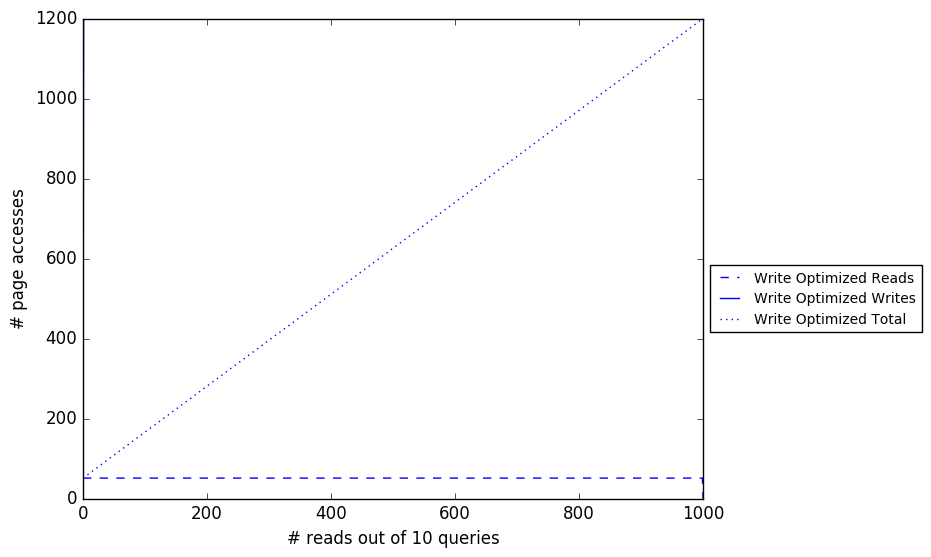 1200
1000
800
600
400
200
0
# page accesses
0 200 400 600 800 1000
# reads out of 10 queries
Write Optimized Reads
Write Optimized Writes
Write Optimized Total